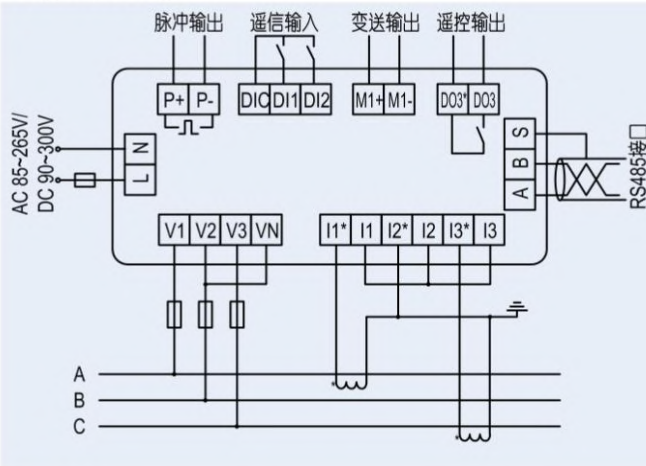 脉冲输出 遥信输入 变送输出 遥控输出
P+ P- DIC DI1 DI2 M1+ M1- DO3* DO3
AC 85~265V/
DC 90~300V
N
L
S
B
A
RS485接口
V1 V2 V3 VN I1* I1 I2* I2 I3* I3
*
A
B
C
*